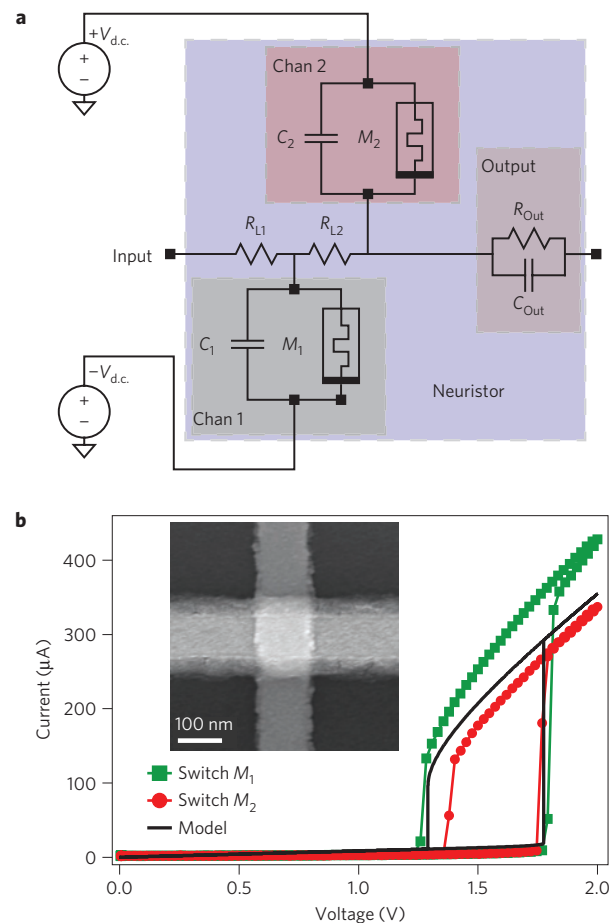 a
+V_d.c.
Chan 2
C_2
M_2
Output
R_Out
C_Out
R_L1
R_L2
Input
C_1
M_1
−V_d.c.
Chan 1
Neuristor
b
400
300
200
100
0
Current (µA)
100 nm
Switch M_1
Switch M_2
Model
0.0
0.5
1.0
1.5
2.0
Voltage (V)